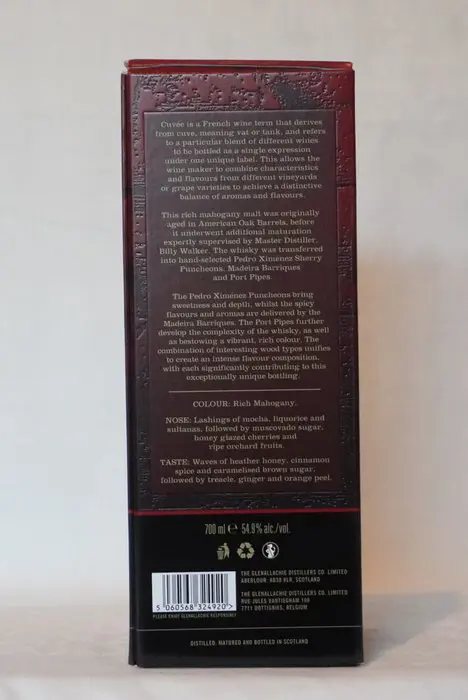 Cuvée is a French wine term that derives
from cuve, meaning vat or tank, and refers
to a particular blend of different wines
to be bottled as a single expression
under one unique label. This allows the
wine maker to combine characteristics
and flavours from different vineyards
or grape varieties to achieve a distinctive
balance of aromas and flavours.
This rich mahogany malt was originally
aged in American Oak Barrels, before
it underwent additional maturation
expertly supervised by Master Distiller,
Billy Walker. The whisky was transferred
into hand-selected Pedro Ximénez Sherry
Puncheons, Madeira Barriques
and Port Pipes.
The Pedro Ximénez Puncheons bring
sweetness and depth, whilst the spicy
flavours and aromas are delivered by the
Madeira Barriques. The Port Pipes further
develop the complexity of the whisky, as well
as bestowing a vibrant, rich colour. The
combination of interesting wood types unifies
to create an intense flavour composition,
with each significantly contributing to this
exceptionally unique bottling.
COLOUR: Rich Mahogany.
NOSE: Lashings of mocha, liquorice and
sultanas, followed by muscovado sugar,
honey glazed cherries and
ripe orchard fruits.
TASTE: Waves of heather honey, cinnamon
spice and caramelised brown sugar,
followed by treacle, ginger and orange peel.
700 ml ℮ 54.9% alc./vol.
THE GLENALLACHIE DISTILLERS CO. LIMITED
ABERLOUR, AB38 9LR, SCOTLAND
THE GLENALLACHIE DISTILLERS CO. LIMITED
RUE JULES VANTIEGHEM 10B
7711 DOTTIGNIES, BELGIUM
5 060568 324920 >
PLEASE ENJOY GLENALLACHIE RESPONSIBLY
DISTILLED, MATURED AND BOTTLED IN SCOTLAND